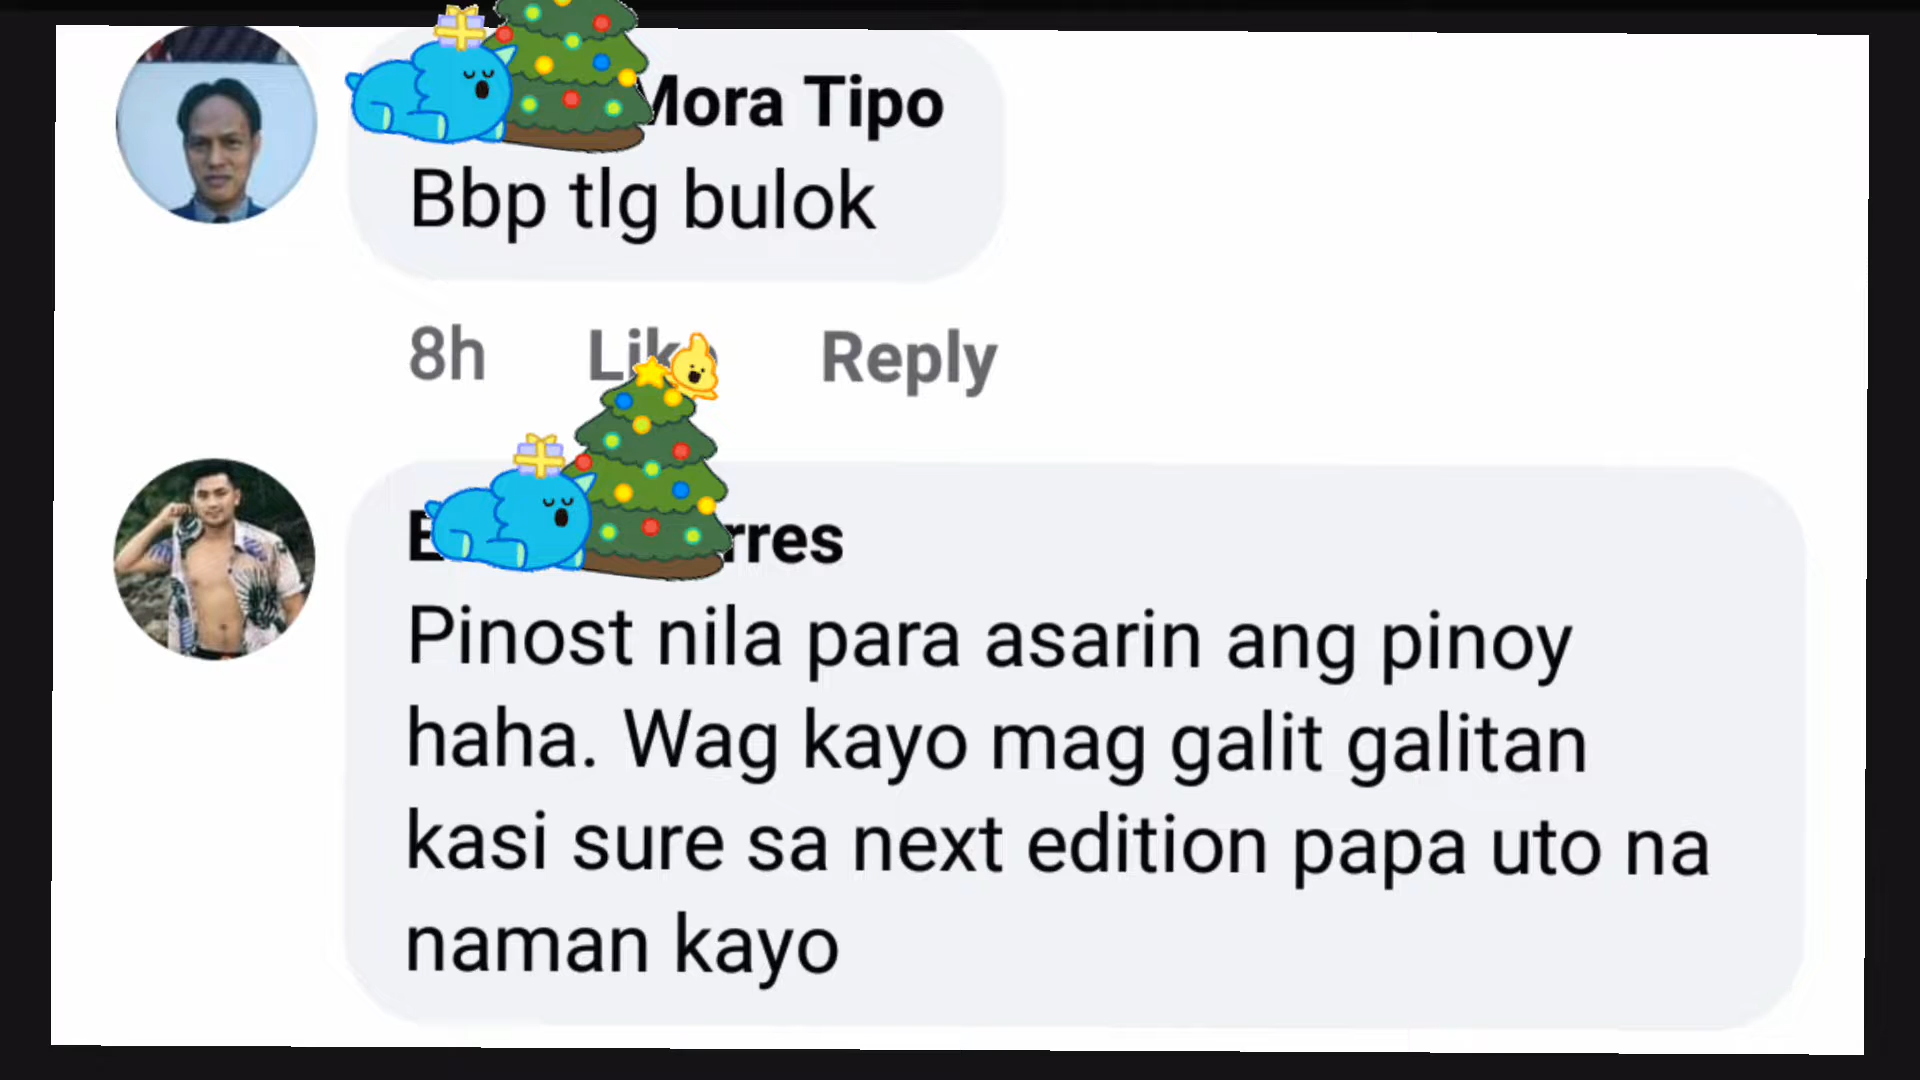 Mora Tipo
Bbp tlg bulok
8h Like Reply
Pinost nila para asarin ang pinoy
haha. Wag kayo mag galit galitan
kasi sure sa next edition papa uto na
naman kayo